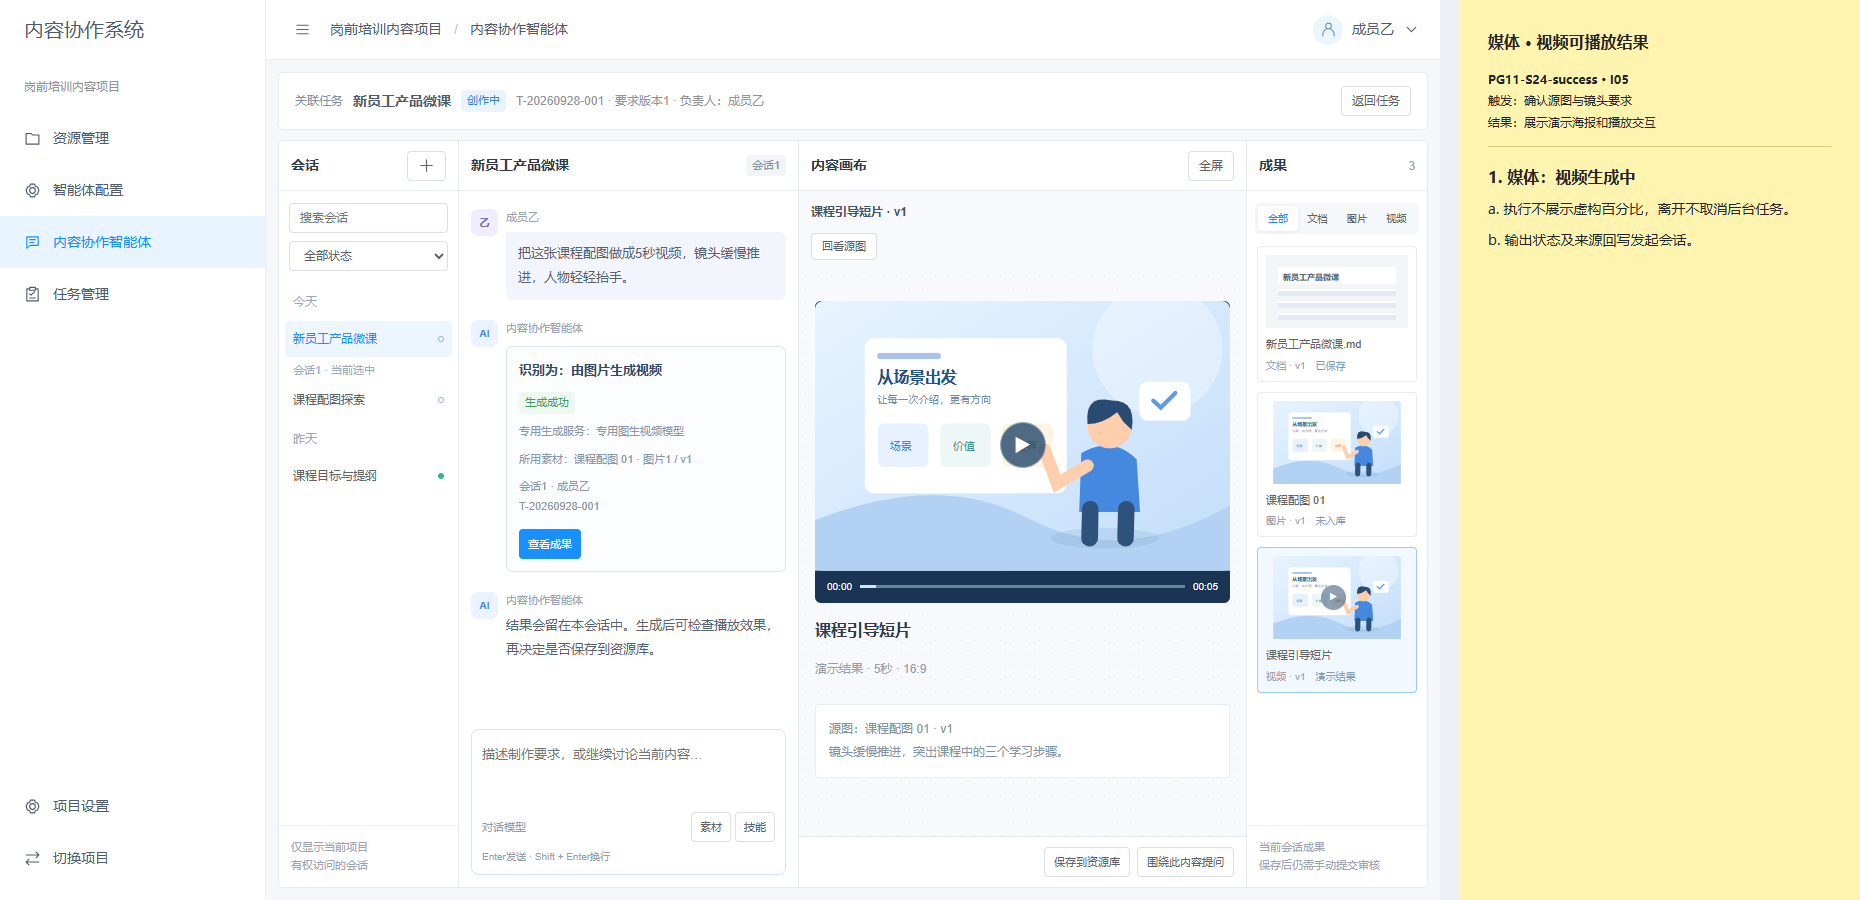 内容协作系统
岗前培训内容项目
资源管理
智能体配置
内容协作智能体
任务管理
项目设置
切换项目
岗前培训内容项目 / 内容协作智能体
成员乙
关联任务 新员工产品微课 创作中 T-20260928-001 · 要求版本1 · 负责人：成员乙
返回任务
会话
搜索会话
全部状态
今天
新员工产品微课
会话1 · 当前选中
课程配图探索
昨天
课程目标与提纲
仅显示当前项目
有权访问的会话
新员工产品微课 会话1
乙 成员乙
把这张课程配图做成5秒视频，镜头缓慢推
进，人物轻轻抬手。
AI 内容协作智能体
识别为：由图片生成视频
生成成功
专用生成服务：专用图生视频模型
所用素材：课程配图 01 · 图片1 / v1
会话1 · 成员乙
T-20260928-001
查看成果
AI 内容协作智能体
结果会留在本会话中。生成后可检查播放效果，
再决定是否保存到资源库。
描述制作要求，或继续讨论当前内容…
对话模型 素材 技能
Enter发送 · Shift + Enter换行
内容画布 全屏
课程引导短片 · v1
回看源图
从场景出发
让每一次介绍，更有方向
场景 价值
00:00 00:05
课程引导短片
演示结果 · 5秒 · 16:9
源图：课程配图 01 · v1
镜头缓慢推进，突出课程中的三个学习步骤。
保存到资源库 围绕此内容提问
成果 3
全部 文档 图片 视频
新员工产品微课
新员工产品微课.md
文档 · v1 已保存
从场景出发
课程配图 01
图片 · v1 未入库
从场景出发
课程引导短片
视频 · v1 演示结果
当前会话成果
保存后仍需手动提交审核
媒体 • 视频可播放结果
PG11-S24-success • I05
触发：确认源图与镜头要求
结果：展示演示海报和播放交互
1. 媒体：视频生成中
a. 执行不展示虚构百分比，离开不取消后台任务。
b. 输出状态及来源回写发起会话。